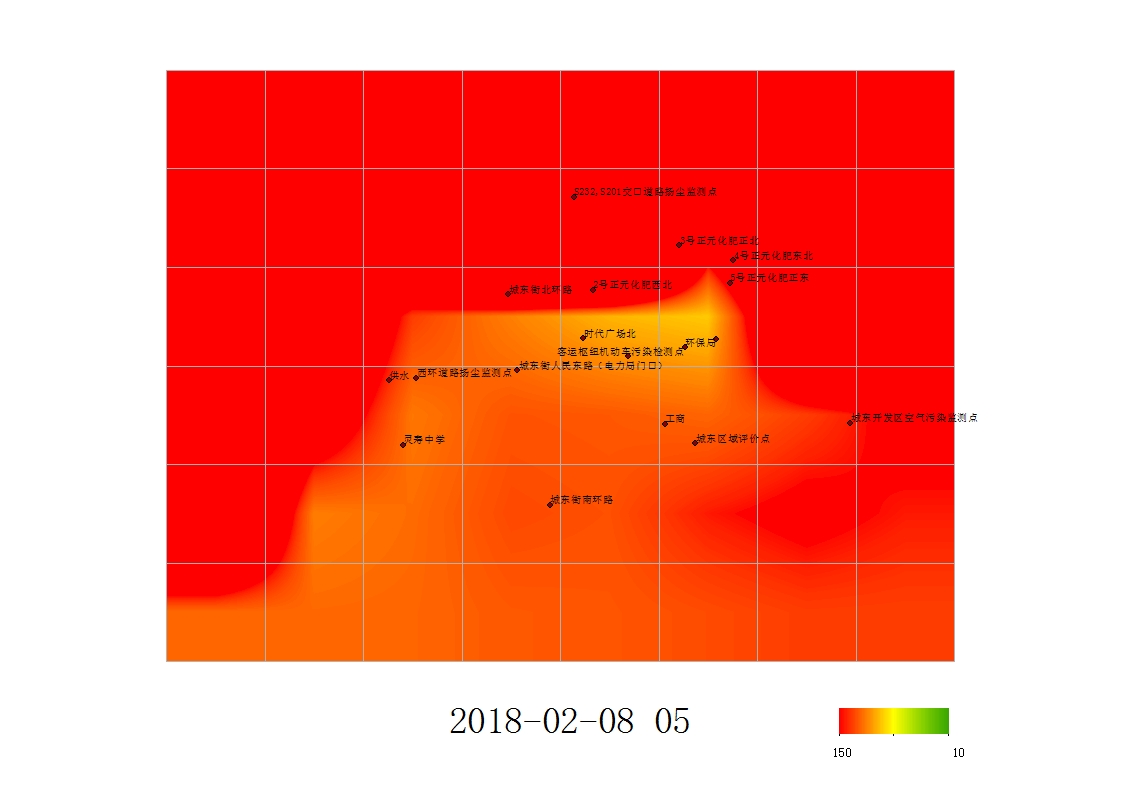 S232,S201交口道路扬尘监测点
3号正元化肥正北
4号正元化肥东北
5号正元化肥正东
2号正元化肥西北
城东街北环路
时代广场北
环保局
客运枢纽机动车污染检测点
城东街人民东路（电力局门口）
供水
西环道路扬尘监测点
工商
城东开发区空气污染监测点
灵寿中学
城东区域评价点
城东街南环路
2018-02-08 05
150
10